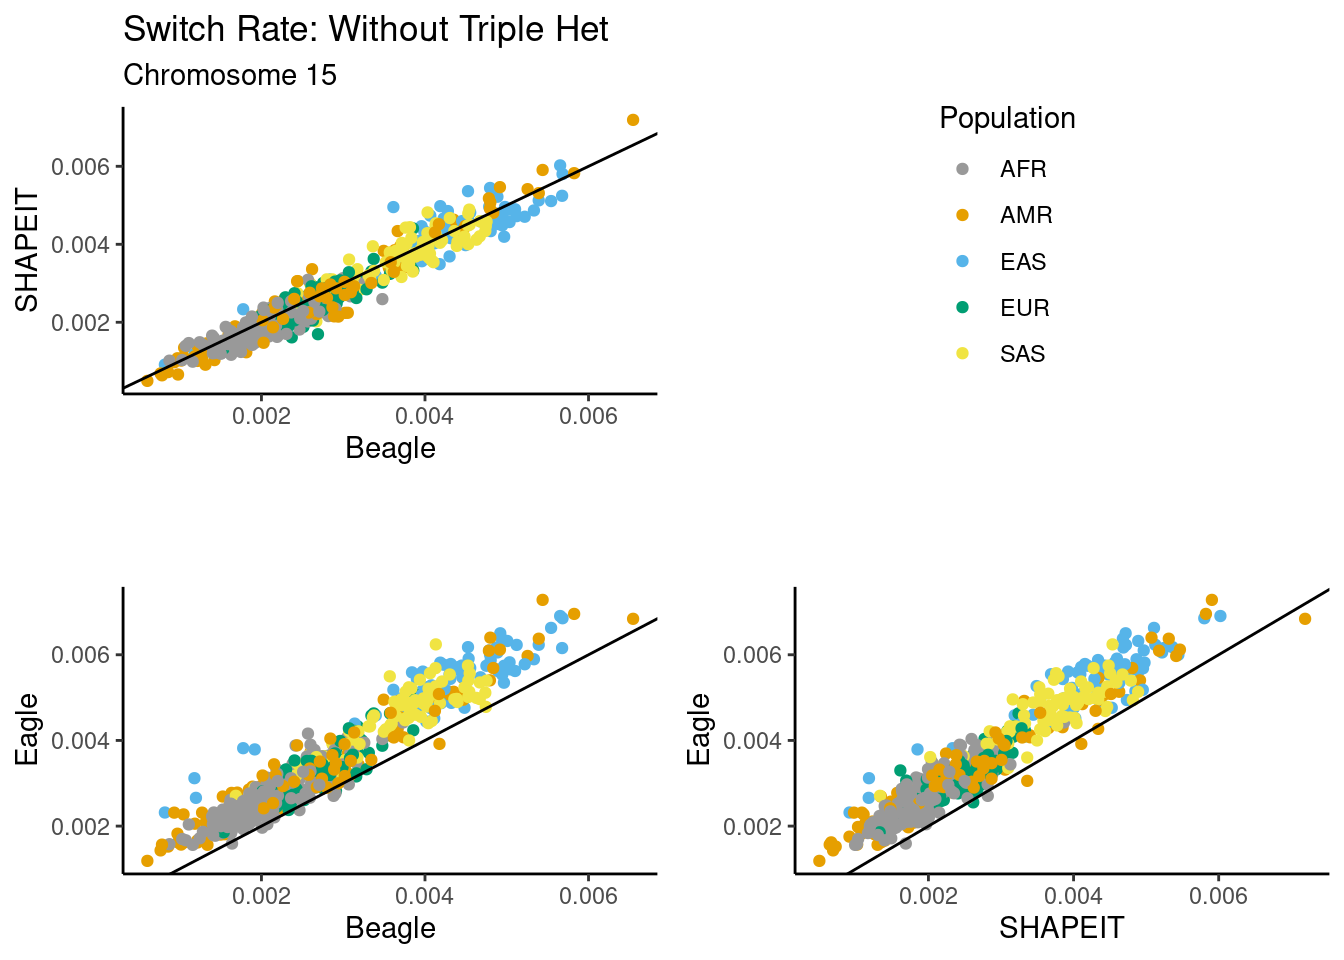 Switch Rate: Without Triple Het
Chromosome 15
SHAPEIT
0.006
0.004
0.002
0.002 0.004 0.006
Beagle
Population
AFR
AMR
EAS
EUR
SAS
Eagle
0.006
0.004
0.002
0.002 0.004 0.006
Beagle
Eagle
0.006
0.004
0.002
0.002 0.004 0.006
SHAPEIT